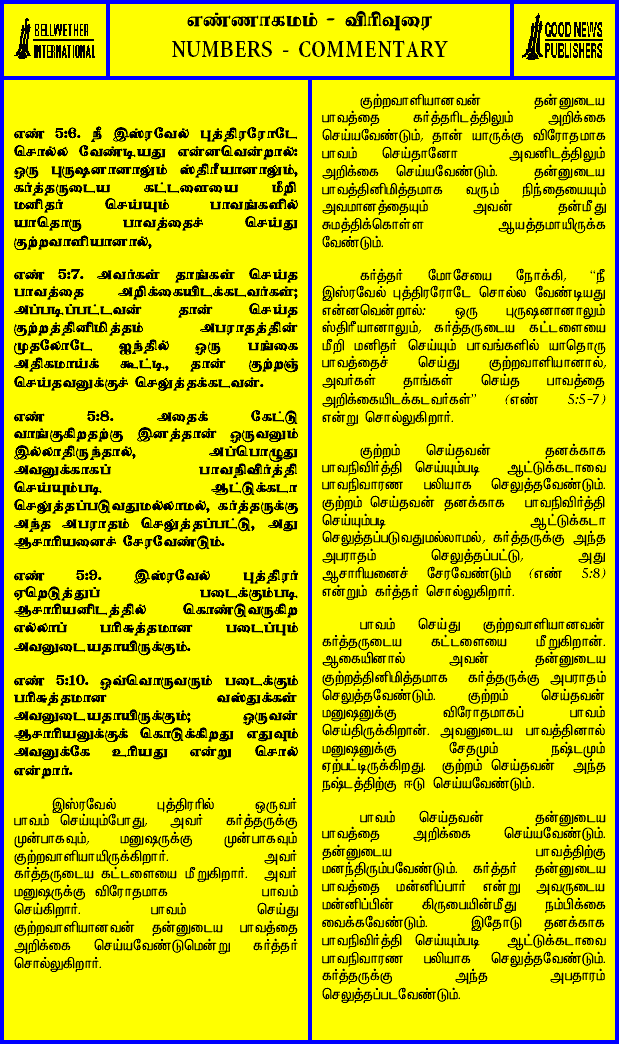 BELLWETHER
INTERNATIONAL
எண்ணாகமம் - விரிவுரை
NUMBERS - COMMENTARY
GOOD NEWS
PUBLISHERS
எண் 5:6. நீ இஸ்ரவேல் புத்திரரோடே
சொல்ல வேண்டியது என்னவென்றால்:
ஒரு புருஷனானாலும் ஸ்திரீயானாலும்,
கர்த்தருடைய கட்டளையை மீறி
மனிதர் செய்யும் பாவங்களில்
யாதொரு பாவத்தைச் செய்து
குற்றவாளியானால்,
எண் 5:7. அவர்கள் தாங்கள் செய்த
பாவத்தை அறிக்கையிடக்கடவர்கள்;
அப்படிப்பட்டவன் தான் செய்த
குற்றத்தினிமித்தம் அபராதத்தின்
முதலோடே ஐந்தில் ஒரு பங்கை
அதிகமாய்க் கூட்டி, தான் குற்றஞ்
செய்தவனுக்குச் செலுத்தக்கடவன்.
எண் 5:8. அதைக் கேட்டு
வாங்குகிறதற்கு இனத்தான் ஒருவனும்
இல்லாதிருந்தால், அப்பொழுது
அவனுக்காகப் பாவநிவிர்த்தி
செய்யும்படி ஆட்டுக்கடா
செலுத்தப்படுவதுமல்லாமல், கர்த்தருக்கு
அந்த அபராதம் செலுத்தப்பட்டு, அது
ஆசாரியனைச் சேரவேண்டும்.
எண் 5:9. இஸ்ரவேல் புத்திரர்
ஏறெடுத்துப் படைக்கும்படி
ஆசாரியனிடத்தில் கொண்டுவருகிற
எல்லாப் பரிசுத்தமான படைப்பும்
அவனுடையதாயிருக்கும்.
எண் 5:10. ஒவ்வொருவரும் படைக்கும்
பரிசுத்தமான வஸ்துக்கள்
அவனுடையதாயிருக்கும்; ஒருவன்
ஆசாரியனுக்குக் கொடுக்கிறது எதுவும்
அவனுக்கே உரியது என்று சொல்
என்றார்.
இஸ்ரவேல் புத்திரரில் ஒருவர்
பாவம் செய்யும்போது, அவர் கர்த்தருக்கு
முன்பாகவும், மனுஷருக்கு முன்பாகவும்
குற்றவாளியாயிருக்கிறார். அவர்
கர்த்தருடைய கட்டளையை மீறுகிறார். அவர்
மனுஷருக்கு விரோதமாக பாவம்
செய்கிறார். பாவம் செய்து
குற்றவாளியானவன் தன்னுடைய பாவத்தை
அறிக்கை செய்யவேண்டுமென்று கர்த்தர்
சொல்லுகிறார்.
குற்றவாளியானவன் தன்னுடைய
பாவத்தை கர்த்தரிடத்திலும் அறிக்கை
செய்யவேண்டும், தான் யாருக்கு விரோதமாக
பாவம் செய்தானோ அவனிடத்திலும்
அறிக்கை செய்யவேண்டும். தன்னுடைய
பாவத்தினிமித்தமாக வரும் நிந்தையையும்
அவமானத்தையும் அவன் தன்மீது
சுமத்திக்கொள்ள ஆயத்தமாயிருக்க
வேண்டும்.
கர்த்தர் மோசேயை நோக்கி, “நீ
இஸ்ரவேல் புத்திரரோடே சொல்ல வேண்டியது
என்னவென்றால்: ஒரு புருஷனானாலும்
ஸ்திரீயானாலும், கர்த்தருடைய கட்டளையை
மீறி மனிதர் செய்யும் பாவங்களில் யாதொரு
பாவத்தைச் செய்து குற்றவாளியானால்,
அவர்கள் தாங்கள் செய்த பாவத்தை
அறிக்கையிடக்கடவர்கள்” (எண் 5:5-7)
என்று சொல்லுகிறார்.
குற்றம் செய்தவன் தனக்காக
பாவநிவிர்த்தி செய்யும்படி ஆட்டுக்கடாவை
பாவநிவாரண பலியாக செலுத்தவேண்டும்.
குற்றம் செய்தவன் தனக்காக பாவநிவிர்த்தி
செய்யும்படி ஆட்டுக்கடா
செலுத்தப்படுவதுமல்லாமல், கர்த்தருக்கு அந்த
அபராதம் செலுத்தப்பட்டு, அது
ஆசாரியனைச் சேரவேண்டும் (எண் 5:8)
என்றும் கர்த்தர் சொல்லுகிறார்.
பாவம் செய்து குற்றவாளியானவன்
கர்த்தருடைய கட்டளையை மீறுகிறான்.
ஆகையினால் அவன் தன்னுடைய
குற்றத்தினிமித்தமாக கர்த்தருக்கு அபராதம்
செலுத்தவேண்டும். குற்றம் செய்தவன்
மனுஷனுக்கு விரோதமாகப் பாவம்
செய்திருக்கிறான். அவனுடைய பாவத்தினால்
மனுஷனுக்கு சேதமும் நஷ்டமும்
ஏற்பட்டிருக்கிறது. குற்றம் செய்தவன் அந்த
நஷ்டத்திற்கு ஈடு செய்யவேண்டும்.
பாவம் செய்தவன் தன்னுடைய
பாவத்தை அறிக்கை செய்யவேண்டும்.
தன்னுடைய பாவத்திற்கு
மனந்திரும்பவேண்டும். கர்த்தர் தன்னுடைய
பாவத்தை மன்னிப்பார் என்று அவருடைய
மன்னிப்பின் கிருபையின்மீது நம்பிக்கை
வைக்கவேண்டும். இதோடு தனக்காக
பாவநிவிர்த்தி செய்யும்படி ஆட்டுக்கடாவை
பாவநிவாரண பலியாக செலுத்தவேண்டும்.
கர்த்தருக்கு அந்த அபதாரம்
செலுத்தப்படவேண்டும்.